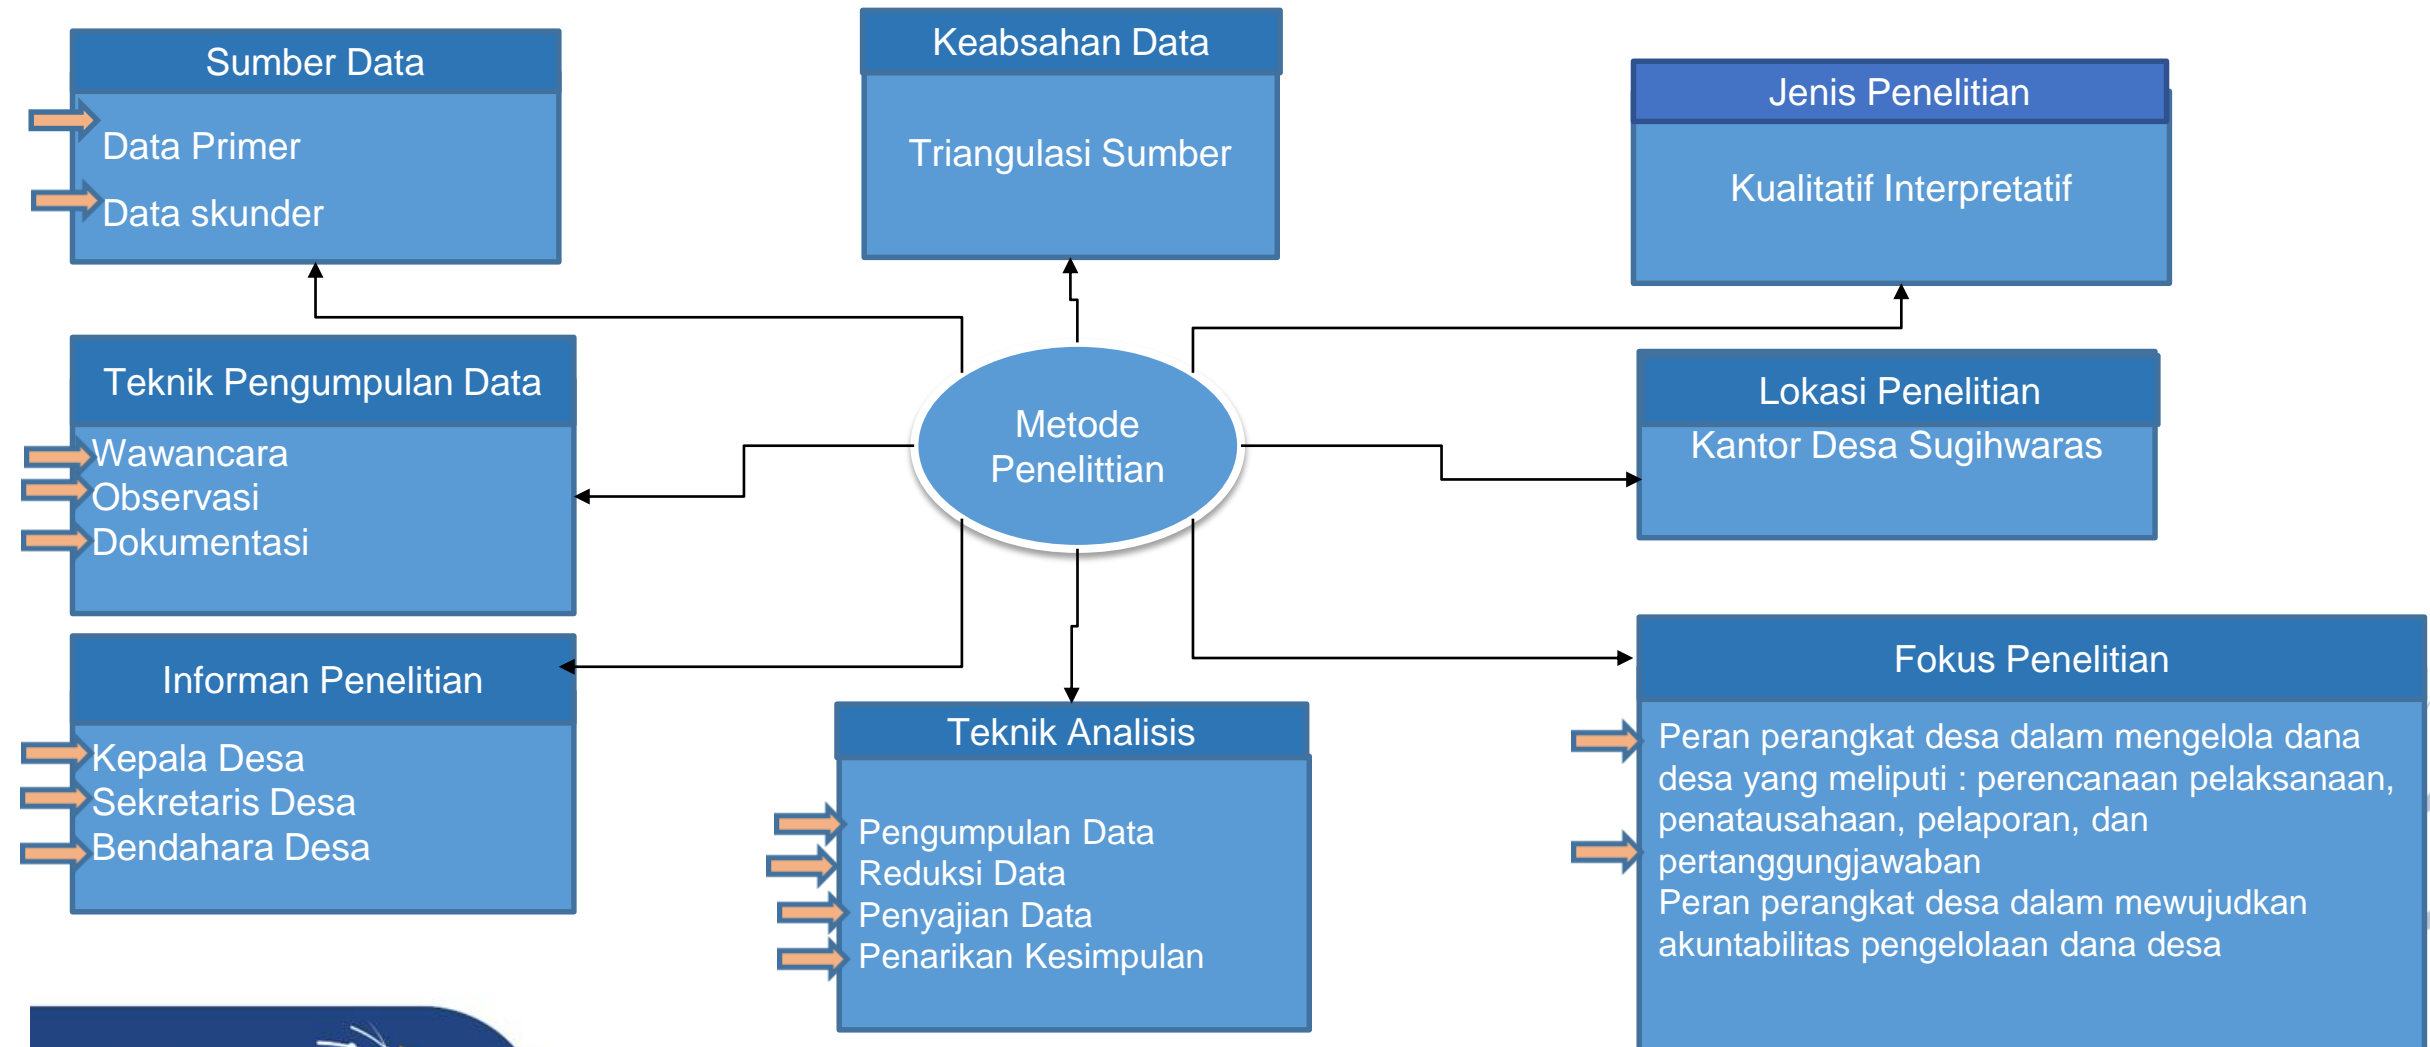 Sumber Data
Data Primer
Data skunder
Keabsahan Data
Triangulasi Sumber
Jenis Penelitian
Kualitatif Interpretatif
Teknik Pengumpulan Data
Wawancara
Observasi
Dokumentasi
Metode
Penelittian
Lokasi Penelitian
Kantor Desa Sugihwaras
Informan Penelitian
Kepala Desa
Sekretaris Desa
Bendahara Desa
Teknik Analisis
Pengumpulan Data
Reduksi Data
Penyajian Data
Penarikan Kesimpulan
Fokus Penelitian
Peran perangkat desa dalam mengelola dana
desa yang meliputi : perencanaan pelaksanaan,
penatausahaan, pelaporan, dan
pertanggungjawaban
Peran perangkat desa dalam mewujudkan
akuntabilitas pengelolaan dana desa